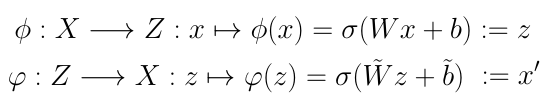 ϕ : X ⟶ Z : x ↦ ϕ(x) = σ(Wx + b) := z
φ : Z ⟶ X : z ↦ φ(z) = σ(W̃z + b̃) := x′